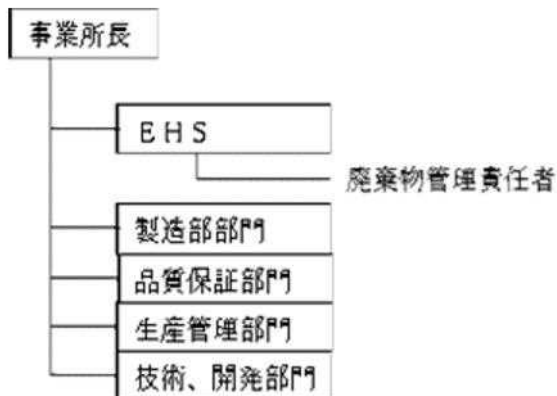 事業所長
EHS
廃棄物管理責任者
製造部部門
品質保証部門
生産管理部門
技術、開発部門